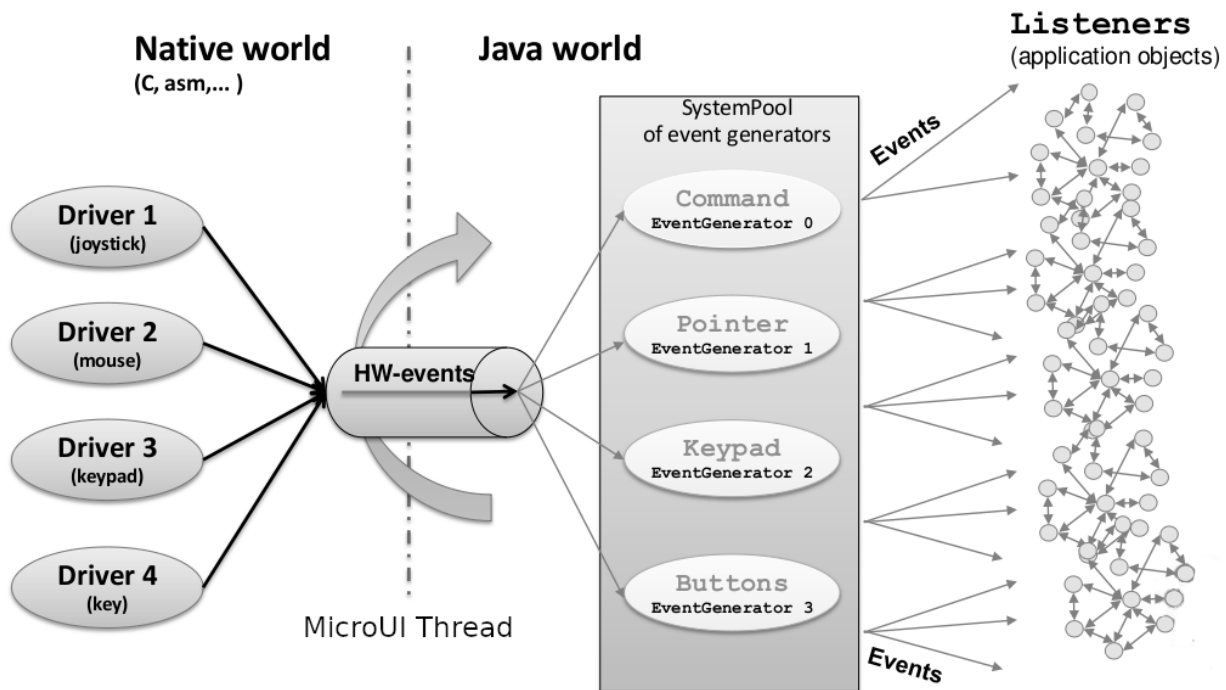 Native world
(C, asm,... )
Java world
Listeners
(application objects)
SystemPool
of event generators
Events
Driver 1
(joystick)
Driver 2
(mouse)
Driver 3
(keypad)
Driver 4
(key)
HW-events
MicroUI Thread
Command
EventGenerator 0
Pointer
EventGenerator 1
Keypad
EventGenerator 2
Buttons
EventGenerator 3
Events